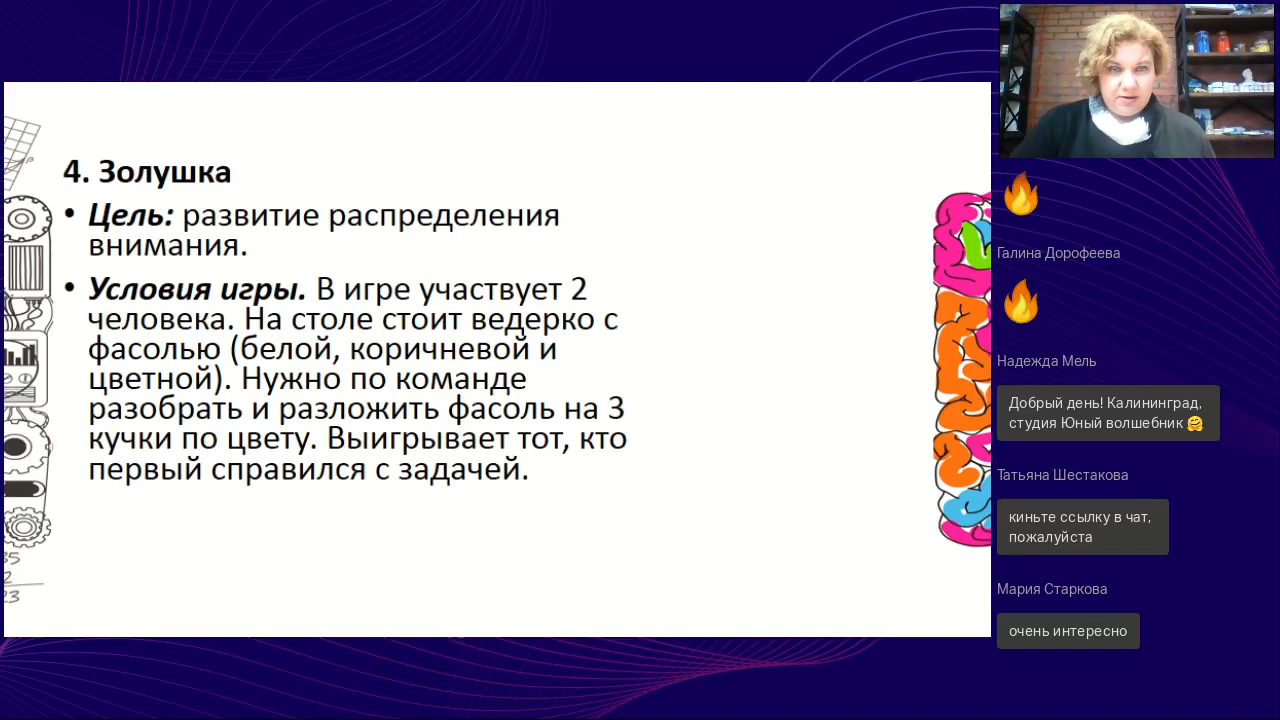 4. Золушка
• Цель: развитие распределения
внимания.
• Условия игры. В игре участвует 2
человека. На столе стоит ведерко с
фасолью (белой, коричневой и
цветной). Нужно по команде
разобрать и разложить фасоль на 3
кучки по цвету. Выигрывает тот, кто
первый справился с задачей.
Галина Дорофеева
Надежда Мель
Добрый день! Калининград,
студия Юный волшебник 🤗
Татьяна Шестакова
киньте ссылку в чат,
пожалуйста
Мария Старкова
очень интересно